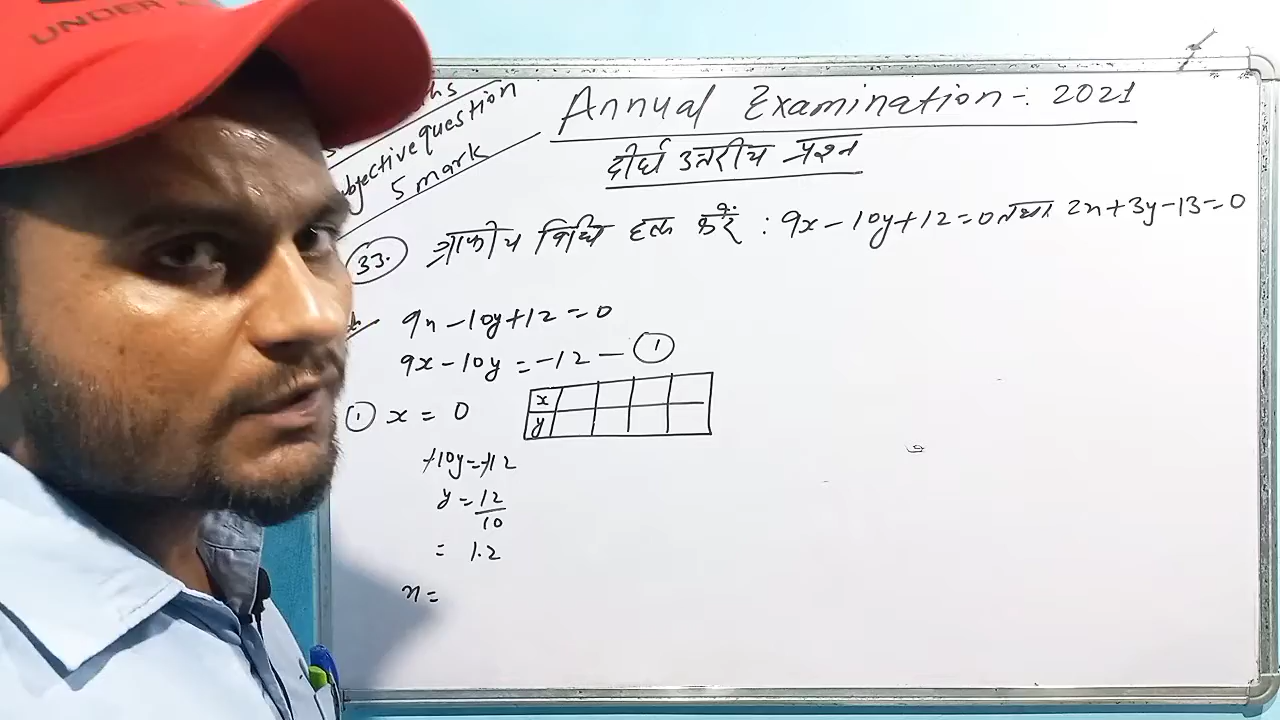 UNDER
ths
bjective question
5 mark
Annual Examination-: 2021
दीर्घ उत्तरीय प्रश्न
33. ग्राफीय विधि हल करें : 9x-10y+12=0 तथा 2x+3y-13=0
9x-10y+12=0
9x-10y=-12-①
① x = 0
x
y
-10y=-12
y=12/10
= 1.2
x=